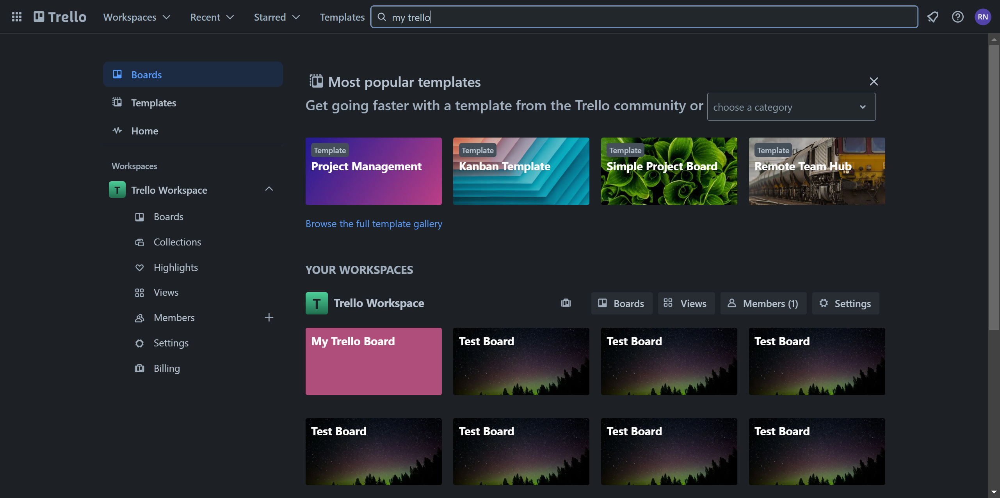 Trello
Workspaces
Recent
Starred
Templates
my trello
RN
Boards
Templates
Home
Workspaces
T Trello Workspace
Boards
Collections
Highlights
Views
Members
Settings
Billing
Most popular templates
Get going faster with a template from the Trello community or
choose a category
Template
Project Management
Template
Kanban Template
Template
Simple Project Board
Template
Remote Team Hub
Browse the full template gallery
YOUR WORKSPACES
T Trello Workspace
Boards
Views
Members (1)
Settings
My Trello Board
Test Board
Test Board
Test Board
Test Board
Test Board
Test Board
Test Board